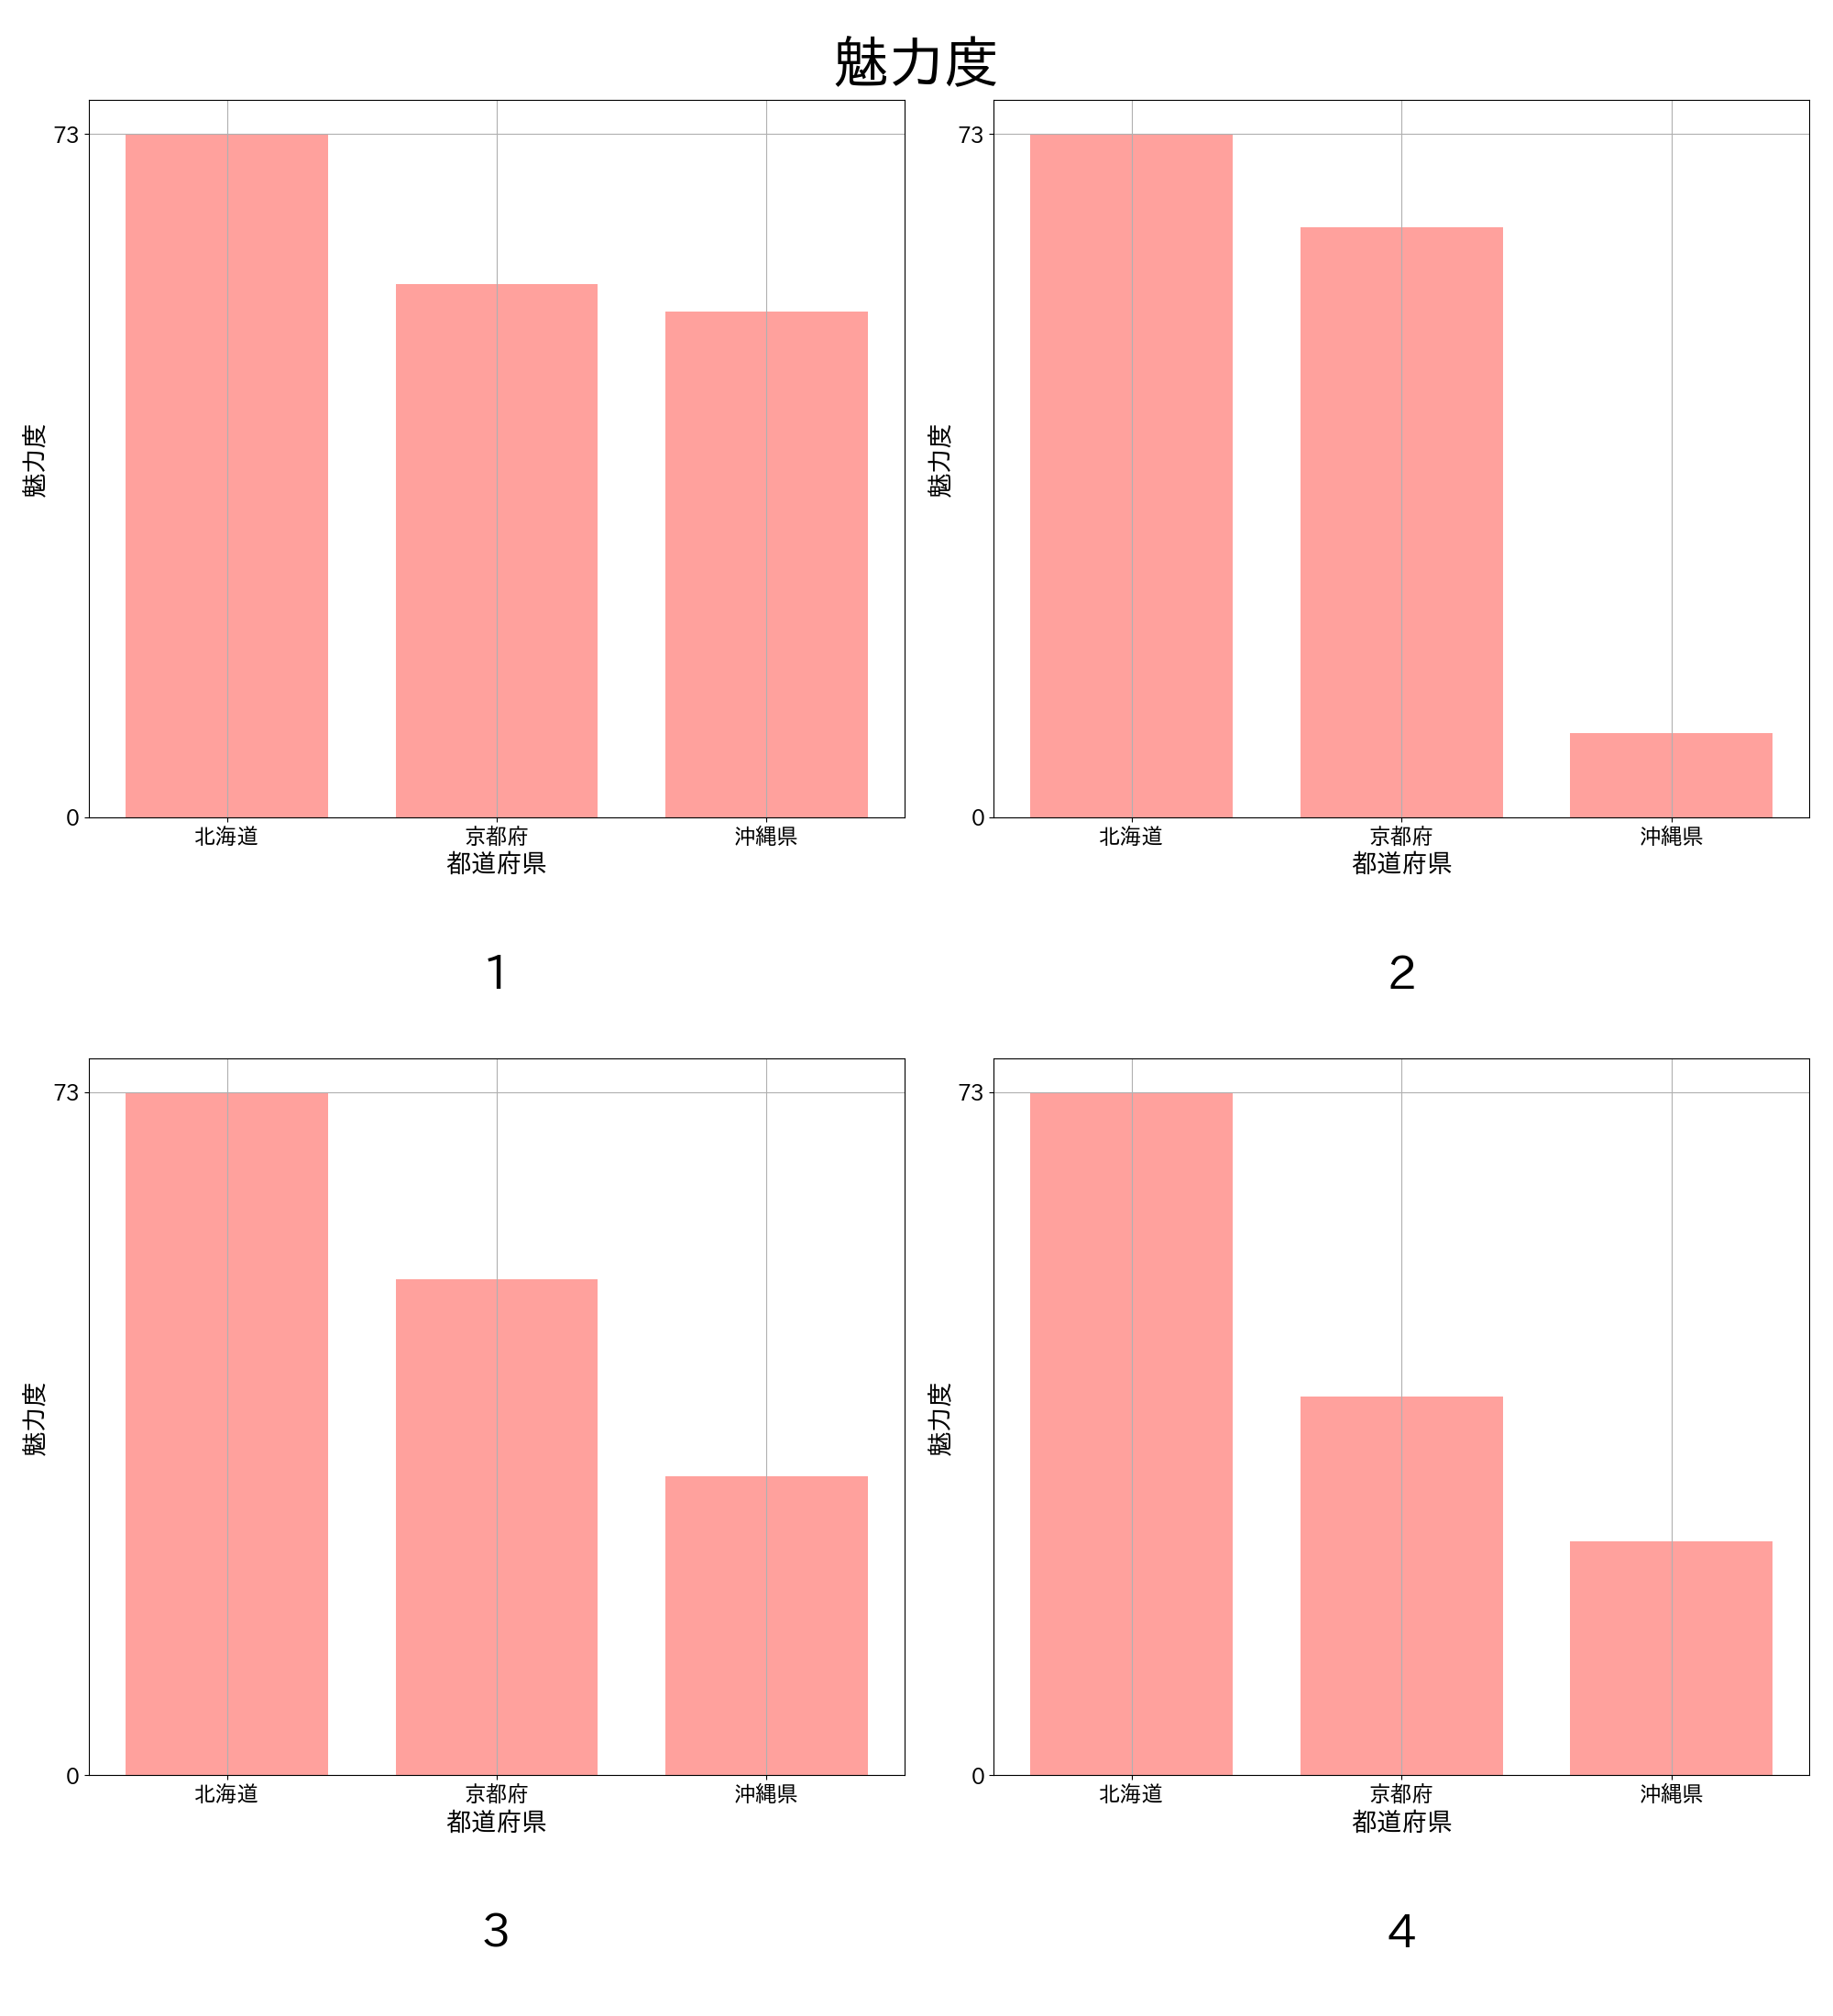 魅力度
73
0
魅力度
北海道 京都府 沖縄県
都道府県
1
73
0
魅力度
北海道 京都府 沖縄県
都道府県
2
73
0
魅力度
北海道 京都府 沖縄県
都道府県
3
73
0
魅力度
北海道 京都府 沖縄県
都道府県
4